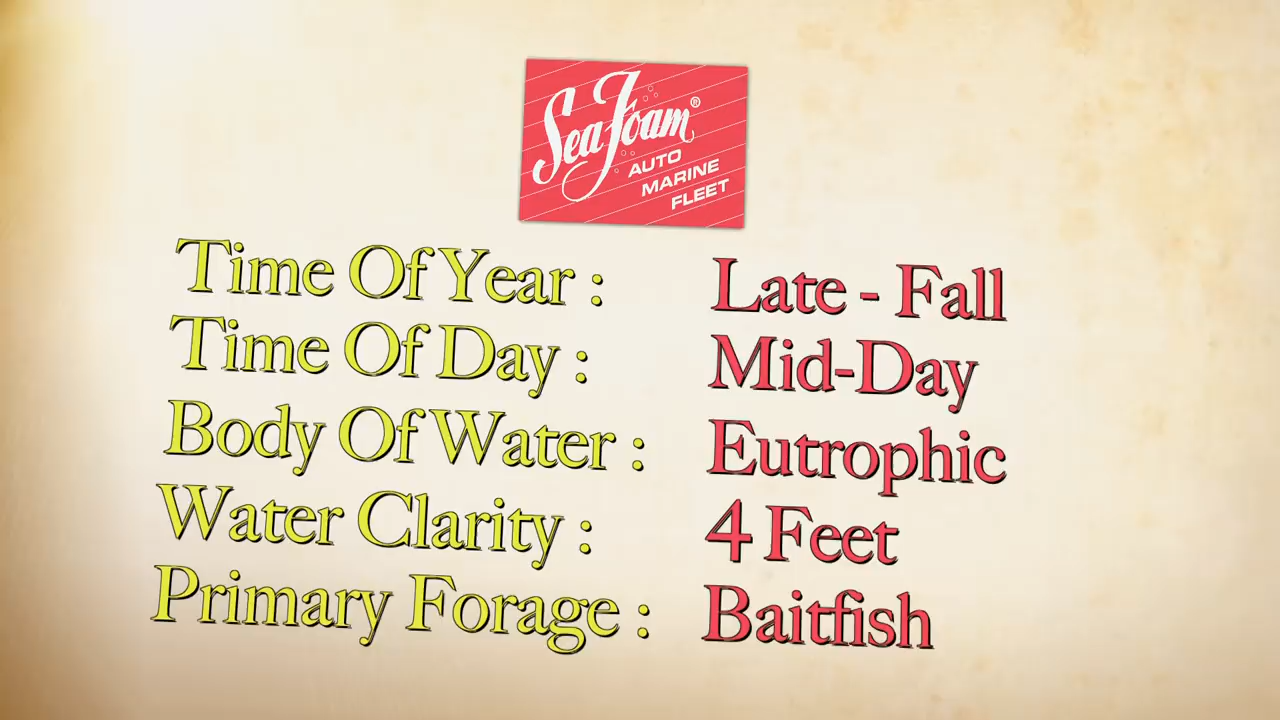 Sea Foam®
AUTO
MARINE
FLEET
Time Of Year : Late - Fall
Time Of Day : Mid-Day
Body Of Water : Eutrophic
Water Clarity : 4 Feet
Primary Forage : Baitfish